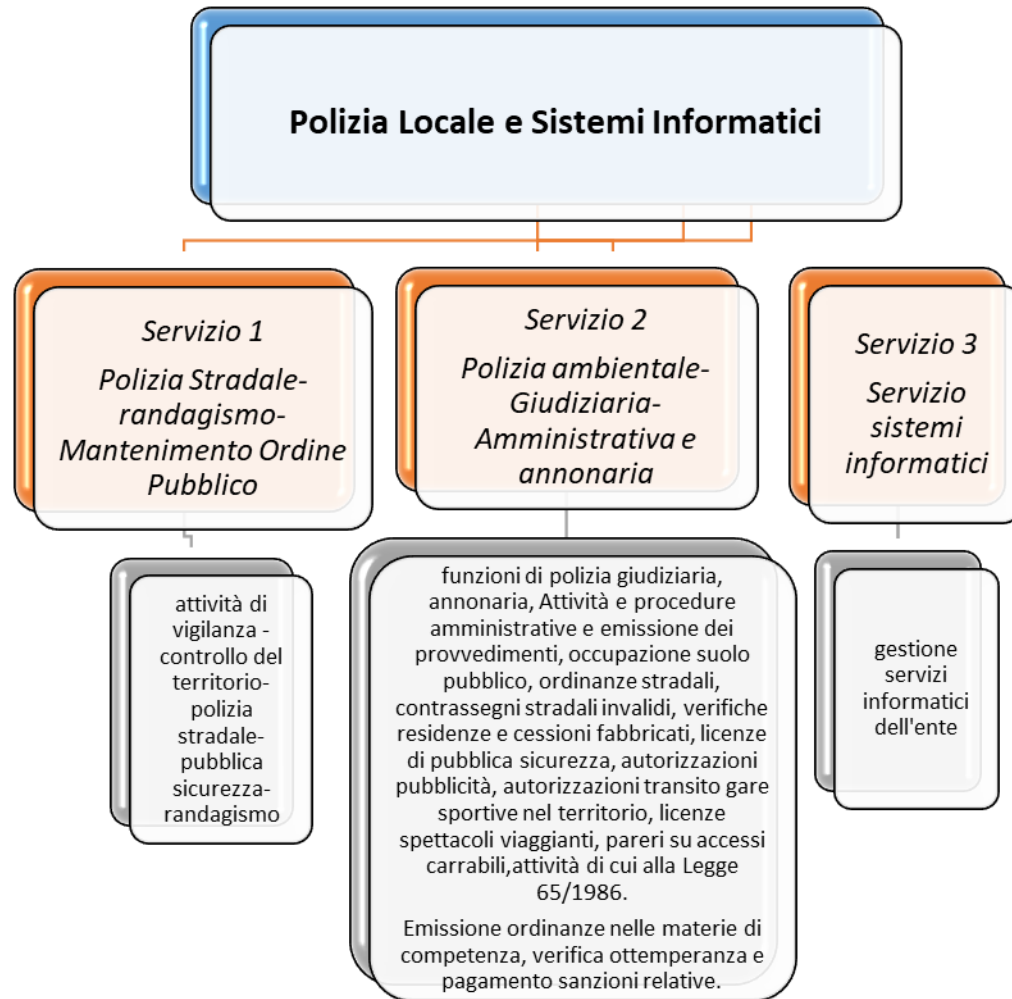 Polizia Locale e Sistemi Informatici
Servizio 1
Polizia Stradale-
randagismo-
Mantenimento Ordine
Pubblico
Servizio 2
Polizia ambientale-
Giudiziaria-
Amministrativa e
annonaria
Servizio 3
Servizio
sistemi
informatici
attività di
vigilanza -
controllo del
territorio-
polizia
stradale-
pubblica
sicurezza-
randagismo
funzioni di polizia giudiziaria,
annonaria, Attività e procedure
amministrative e emissione dei
provvedimenti, occupazione suolo
pubblico, ordinanze stradali,
contrassegni stradali invalidi, verifiche
residenze e cessioni fabbricati, licenze
di pubblica sicurezza, autorizzazioni
pubblicità, autorizzazioni transito gare
sportive nel territorio, licenze
spettacoli viaggianti, pareri su accessi
carrabili,attività di cui alla Legge
65/1986.
Emissione ordinanze nelle materie di
competenza, verifica ottemperanza e
pagamento sanzioni relative.
gestione
servizi
informatici
dell'ente